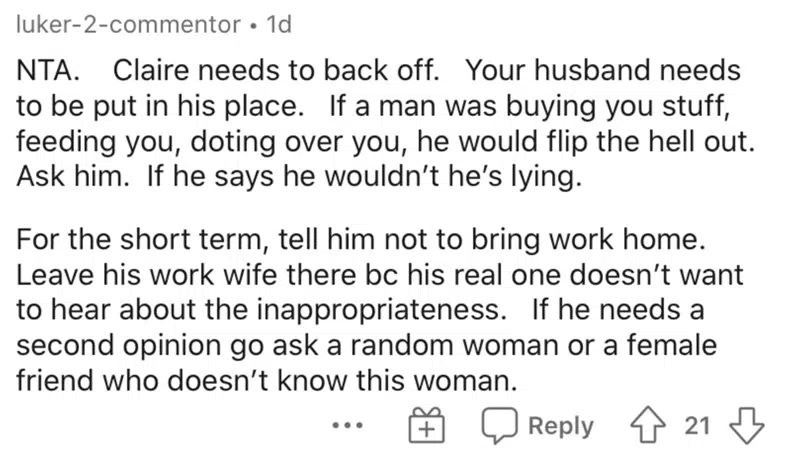 luker-2-commentor • 1d
NTA. Claire needs to back off. Your husband needs
to be put in his place. If a man was buying you stuff,
feeding you, doting over you, he would flip the hell out.
Ask him. If he says he wouldn’t he’s lying.
For the short term, tell him not to bring work home.
Leave his work wife there bc his real one doesn’t want
to hear about the inappropriateness. If he needs a
second opinion go ask a random woman or a female
friend who doesn’t know this woman.
••• Reply 21